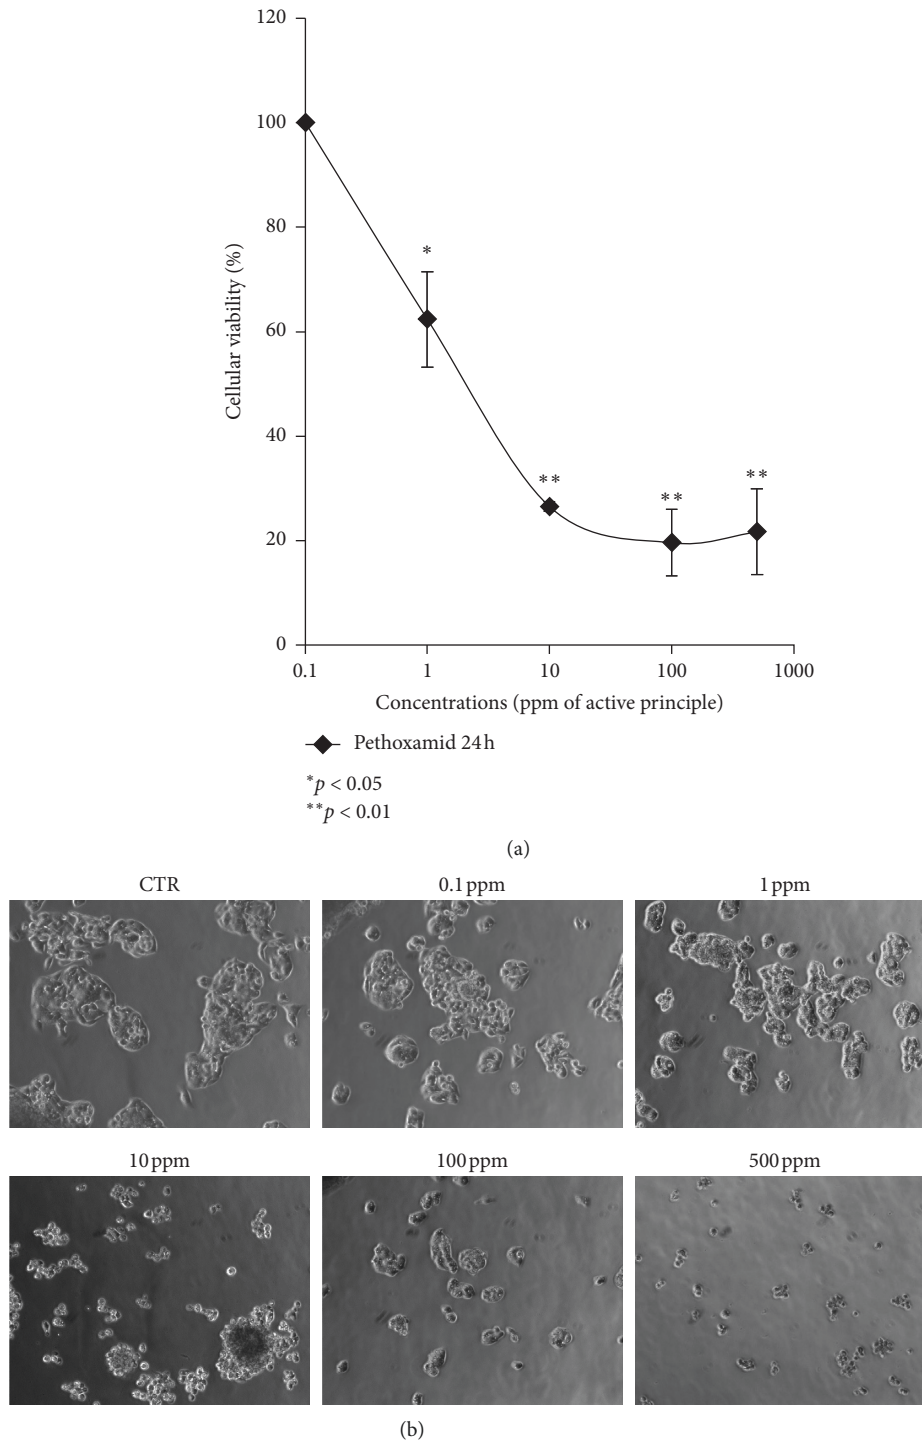 120
100
80
60
40
20
0
Cellular viability (%)
*
**
**
**
0.1 1 10 100 1000
Concentrations (ppm of active principle)
Pethoxamid 24 h
*p < 0.05
**p < 0.01
(a)
CTR 0.1 ppm 1 ppm
10 ppm 100 ppm 500 ppm
(b)